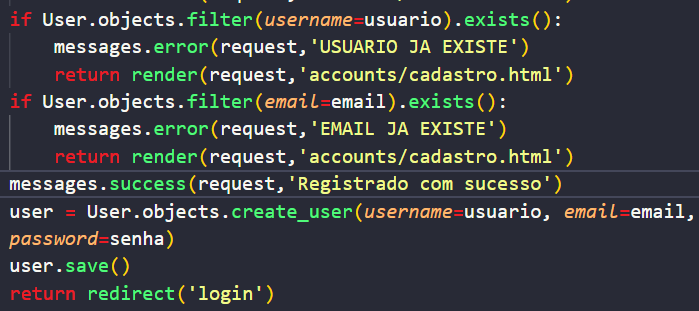 if User.objects.filter(username=usuario).exists():
messages.error(request,'USUARIO JA EXISTE')
return render(request,'accounts/cadastro.html')
if User.objects.filter(email=email).exists():
messages.error(request,'EMAIL JA EXISTE')
return render(request,'accounts/cadastro.html')
messages.success(request,'Registrado com sucesso')
user = User.objects.create_user(username=usuario, email=email,
password=senha)
user.save()
return redirect('login')